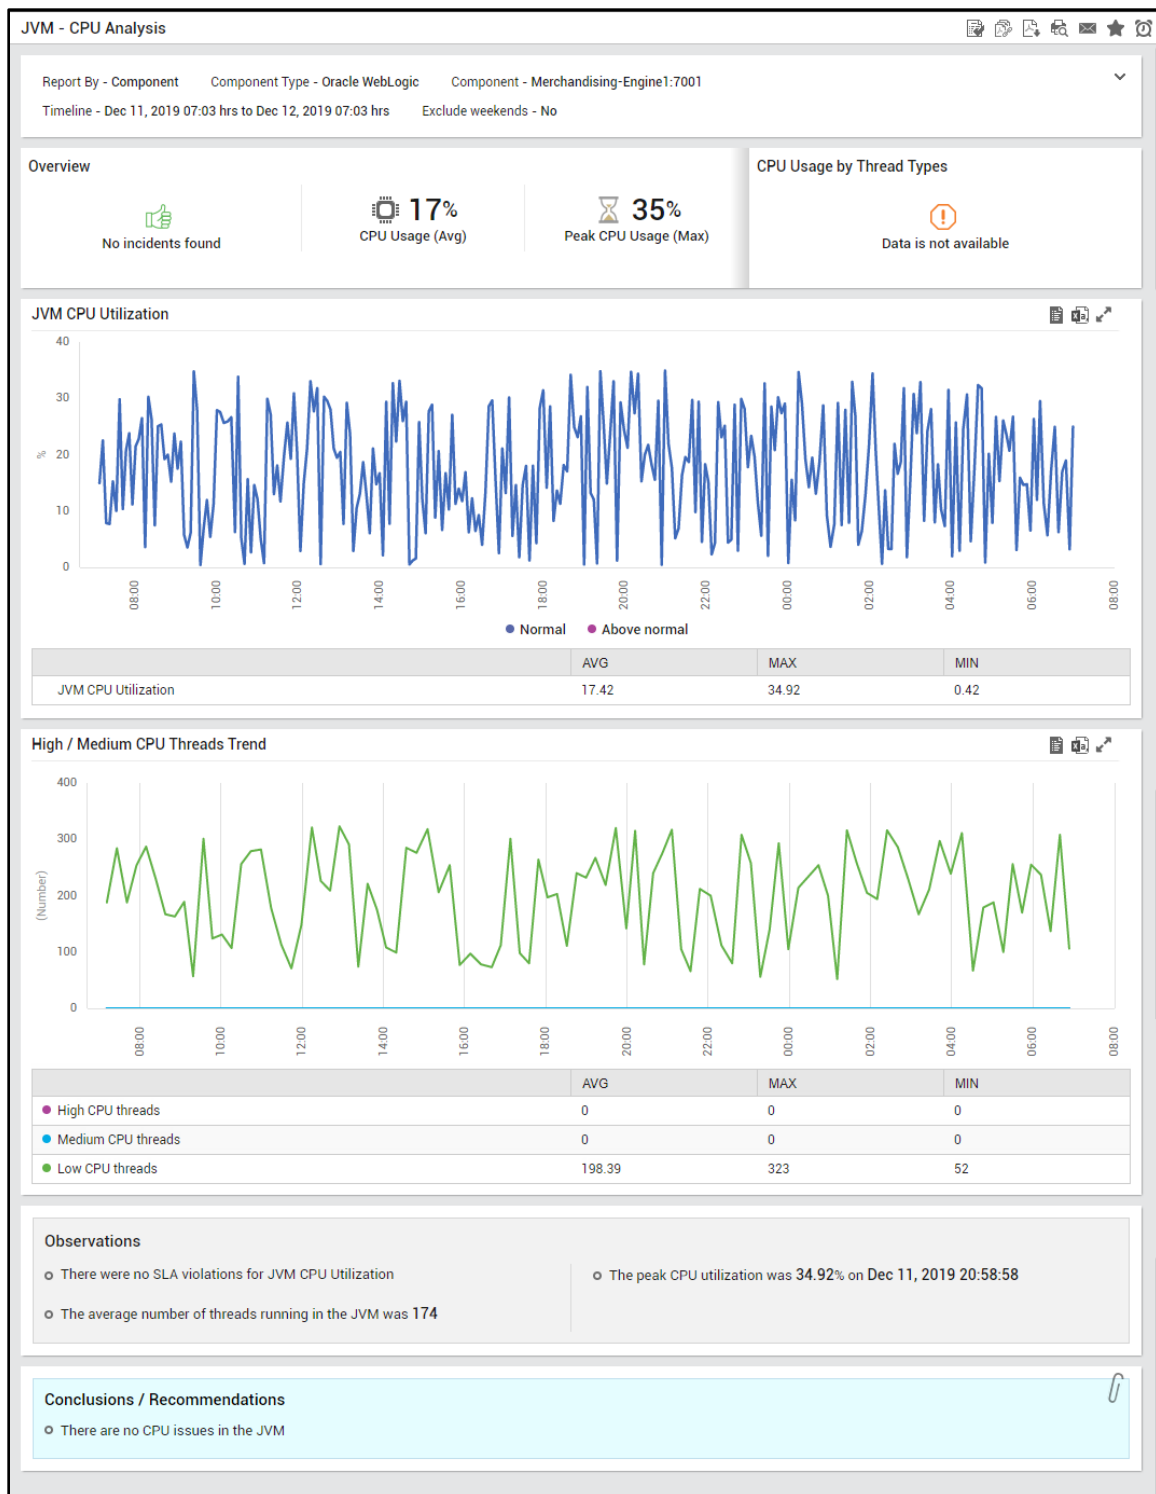 JVM - CPU Analysis
Report By - Component Component Type - Oracle WebLogic Component - Merchandising-Engine1:7001
Timeline - Dec 11, 2019 07:03 hrs to Dec 12, 2019 07:03 hrs Exclude weekends - No
Overview
No incidents found
17%
CPU Usage (Avg)
35%
Peak CPU Usage (Max)
CPU Usage by Thread Types
Data is not available
JVM CPU Utilization
40
30
20
10
0
%
08:00 10:00 12:00 14:00 16:00 18:00 20:00 22:00 00:00 02:00 04:00 06:00 08:00
Normal Above normal
AVG MAX MIN
JVM CPU Utilization 17.42 34.92 0.42
High / Medium CPU Threads Trend
400
300
200
100
0
(Number)
08:00 10:00 12:00 14:00 16:00 18:00 20:00 22:00 00:00 02:00 04:00 06:00 08:00
AVG MAX MIN
High CPU threads 0 0 0
Medium CPU threads 0 0 0
Low CPU threads 198.39 323 52
Observations
There were no SLA violations for JVM CPU Utilization
The average number of threads running in the JVM was 174
The peak CPU utilization was 34.92% on Dec 11, 2019 20:58:58
Conclusions / Recommendations
There are no CPU issues in the JVM